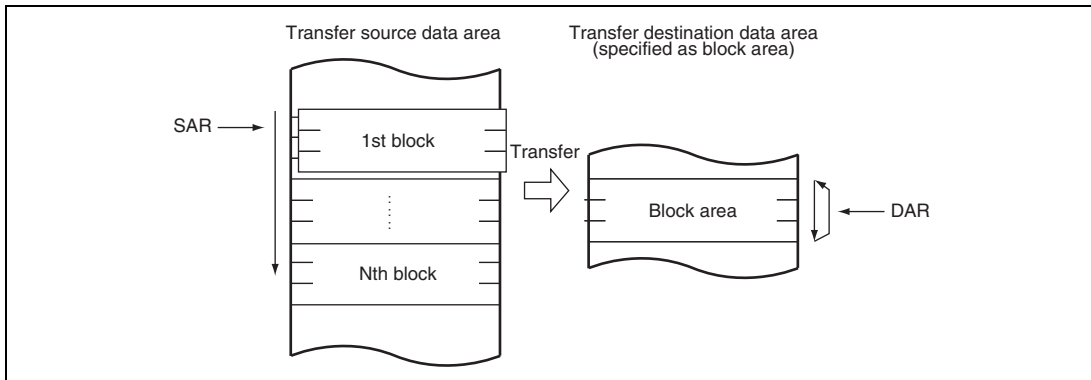 Transfer source data area
Transfer destination data area
(specified as block area)
SAR
1st block
Transfer
Block area
DAR
Nth block